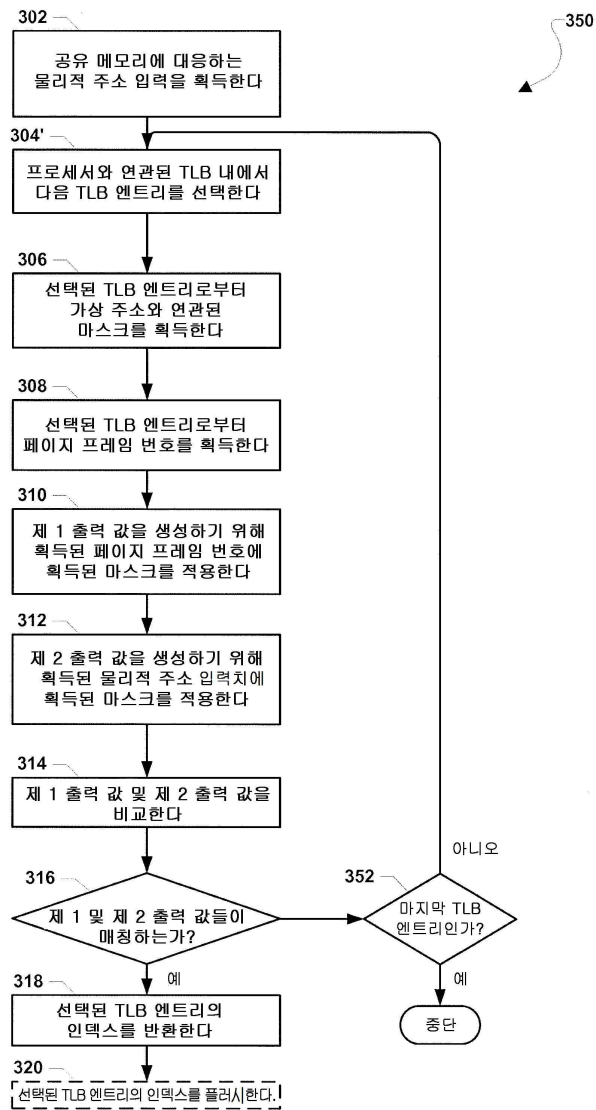 302
350
공유 메모리에 대응하는
물리적 주소 입력을 획득한다
304'
프로세서와 연관된 TLB 내에서
다음 TLB 엔트리를 선택한다
306
선택된 TLB 엔트리로부터
가상 주소와 연관된
마스크를 획득한다
308
선택된 TLB 엔트리로부터
페이지 프레임 번호를 획득한다
310
제 1 출력 값을 생성하기 위해
획득된 페이지 프레임 번호에
획득된 마스크를 적용한다
312
제 2 출력 값을 생성하기 위해
획득된 물리적 주소 입력치에
획득된 마스크를 적용한다
314
제 1 출력 값 및 제 2 출력 값을
비교한다
아니오
316
352
제 1 및 제 2 출력 값들이
매칭하는가?
마지막 TLB
엔트리인가?
예
예
318
선택된 TLB 엔트리의
인덱스를 반환한다
중단
320
선택된 TLB 엔트리의 인덱스를 플러시한다.